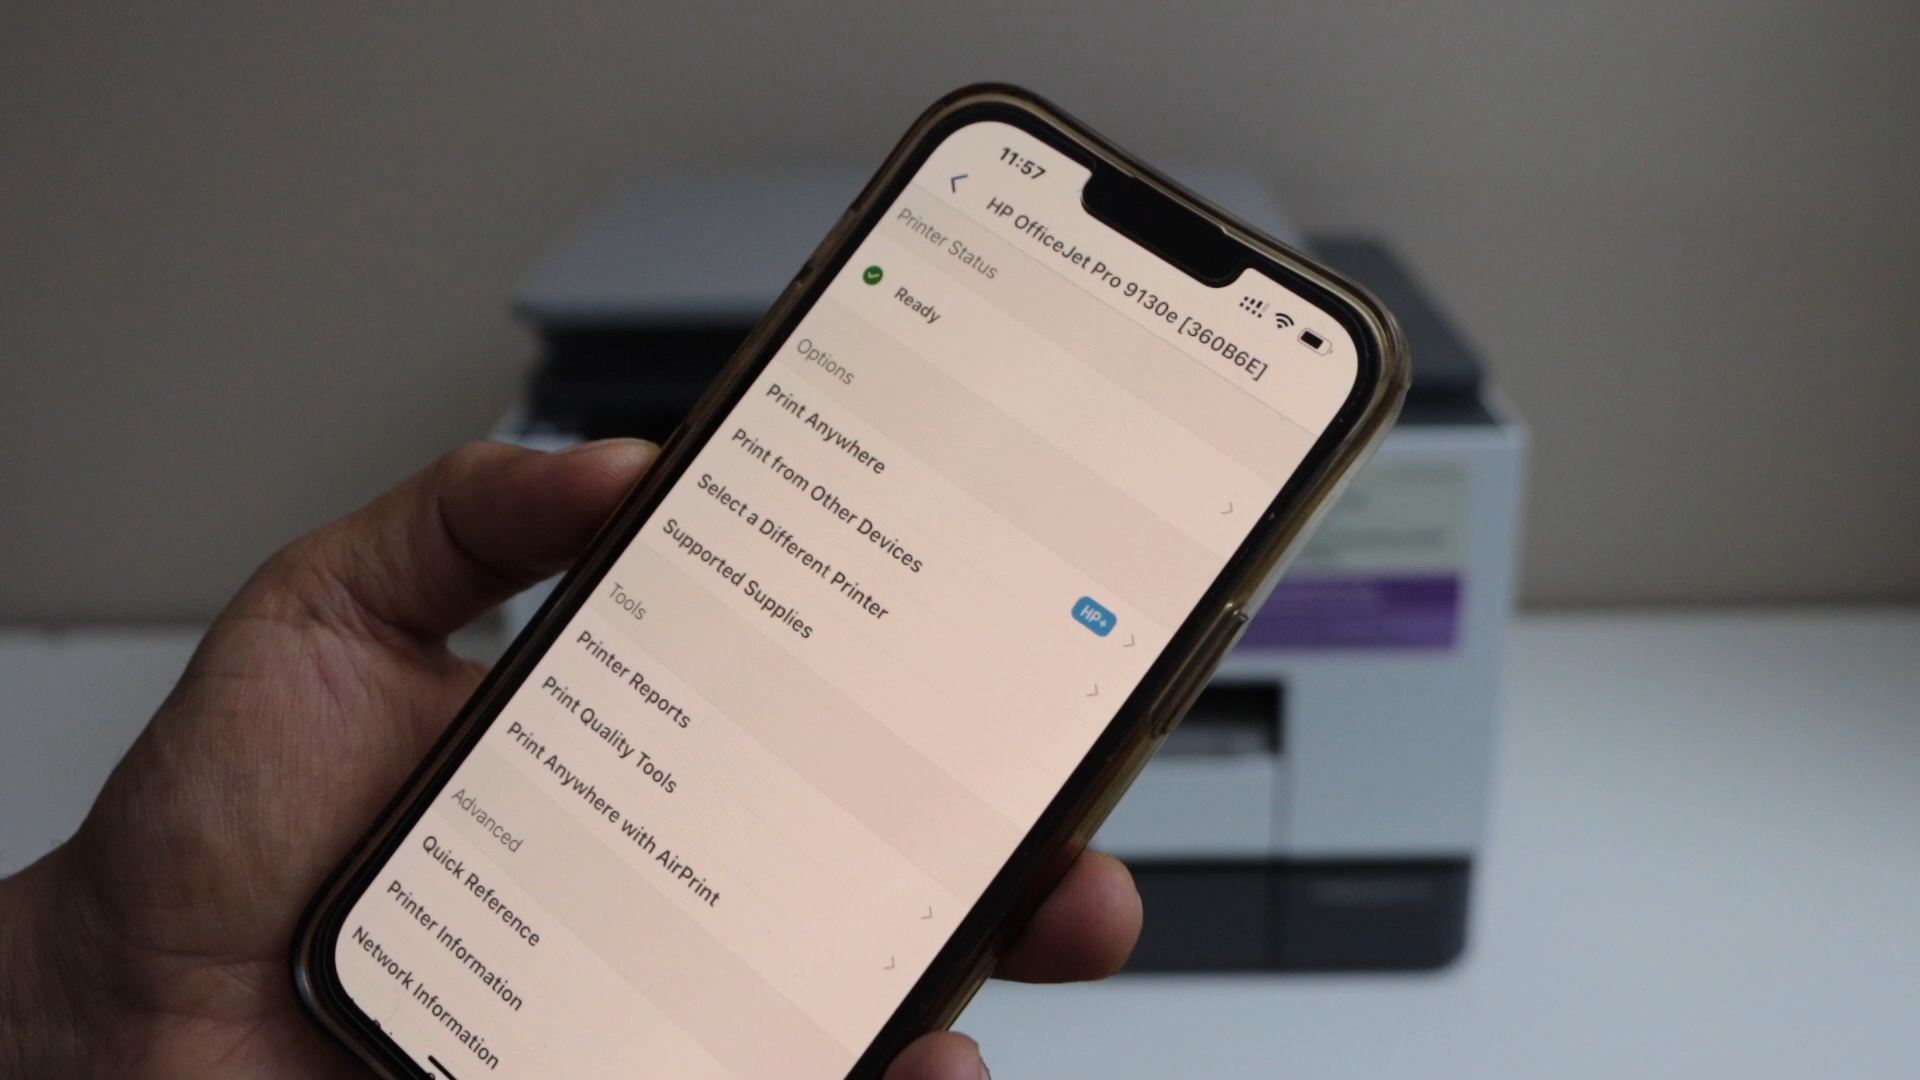 11:57
HP OfficeJet Pro 9130e [360B6E]
Printer Status
Ready
Options
Print Anywhere
HP+
Print from Other Devices
Select a Different Printer
Supported Supplies
Tools
Printer Reports
Print Quality Tools
Print Anywhere with AirPrint
Advanced
Quick Reference
Printer Information
Network Information